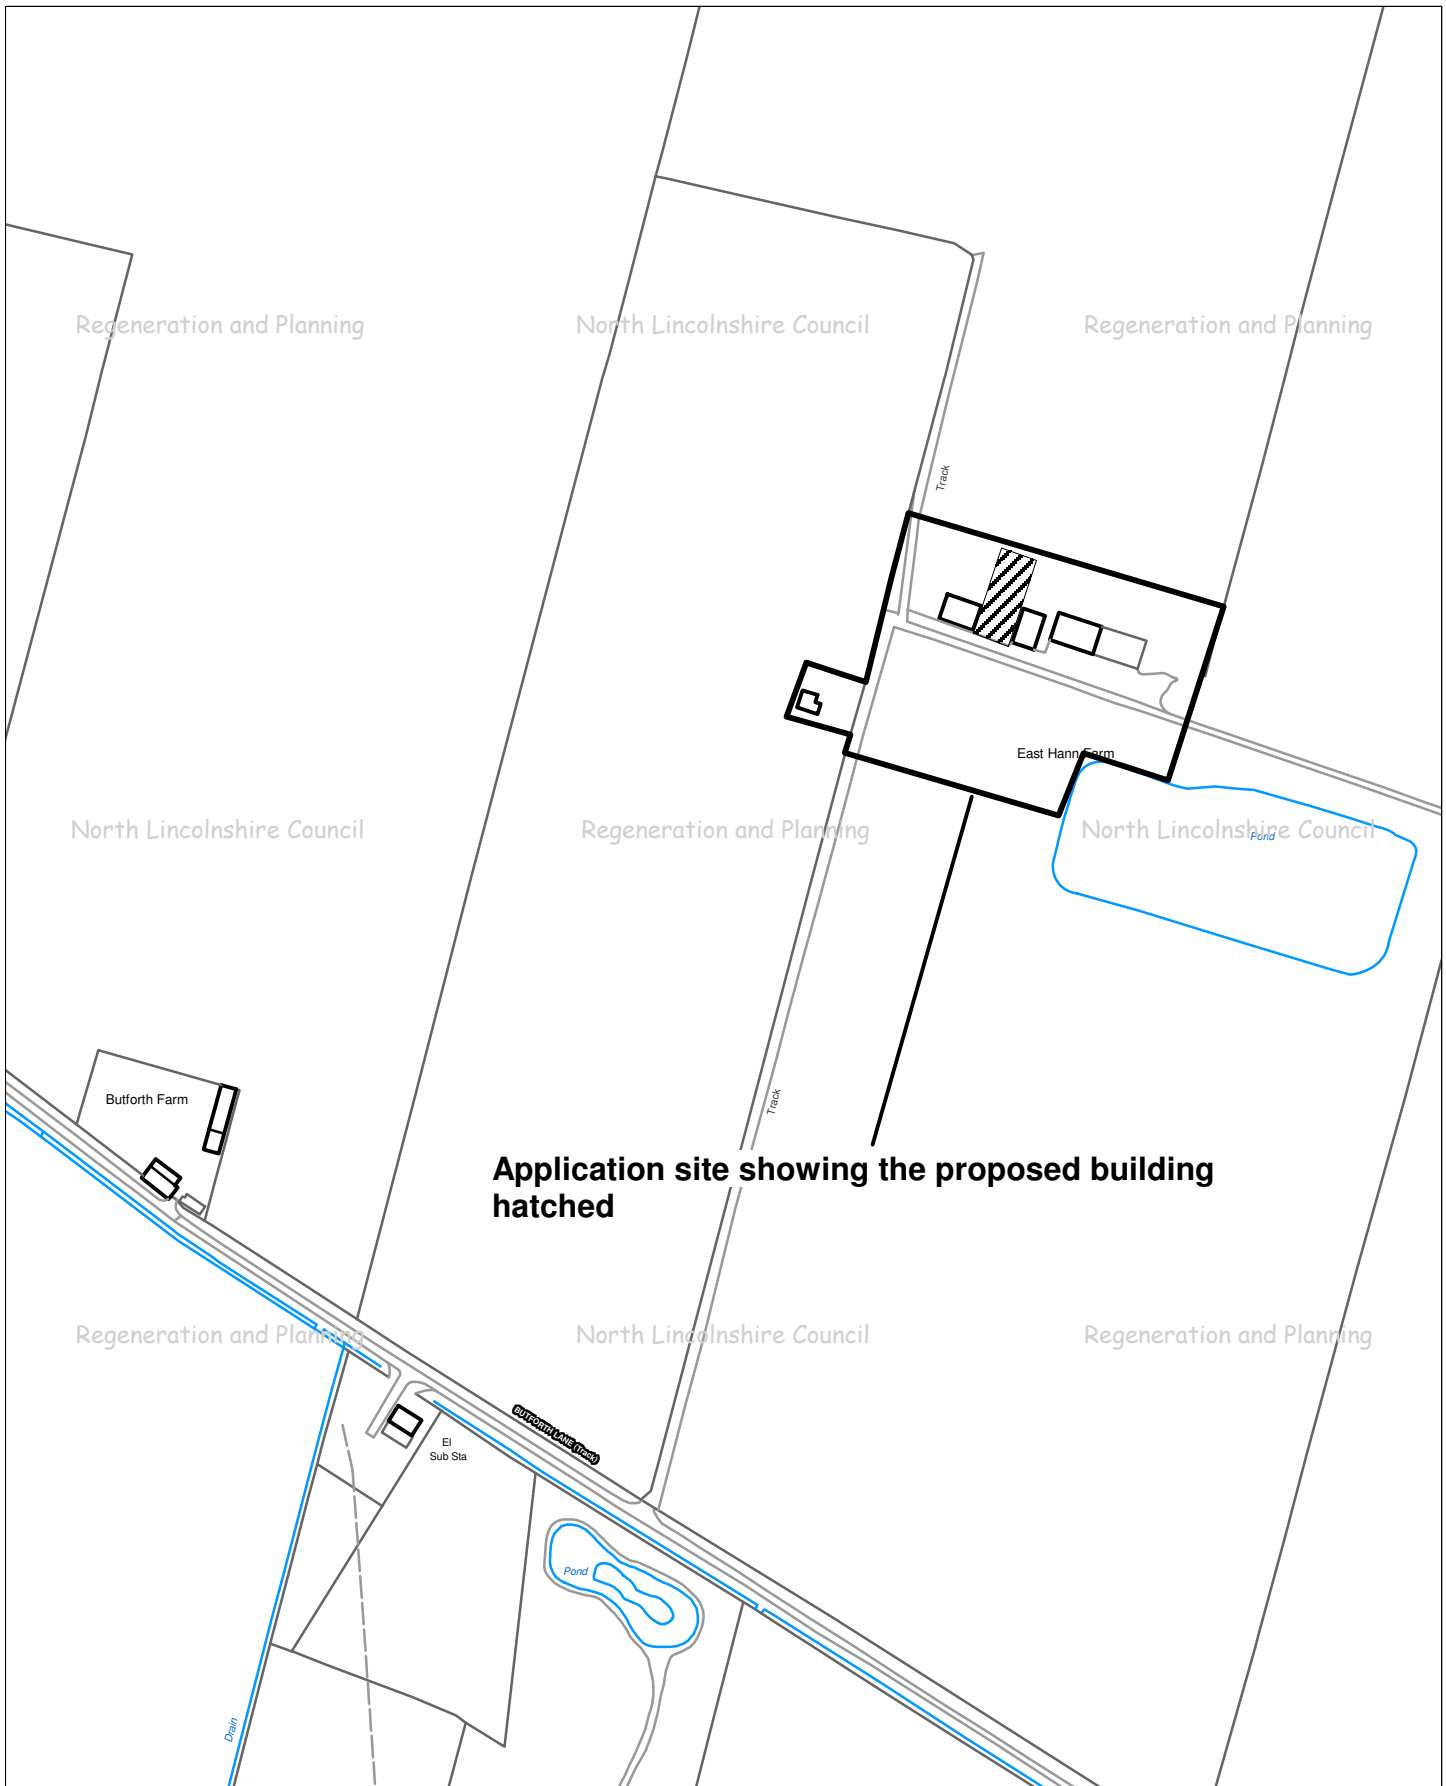 Regeneration and Planning
North Lincolnshire Council
Regeneration and Planning
Track
East Hann Farm
North Lincolnshire Council
Regeneration and Planning
North Lincolnshire Council
Pond
Butforth Farm
Track
Application site showing the proposed building
hatched
Regeneration and Planning
North Lincolnshire Council
Regeneration and Planning
BUTFORTH LANE (Track)
El
Sub Sta
Pond
Drain